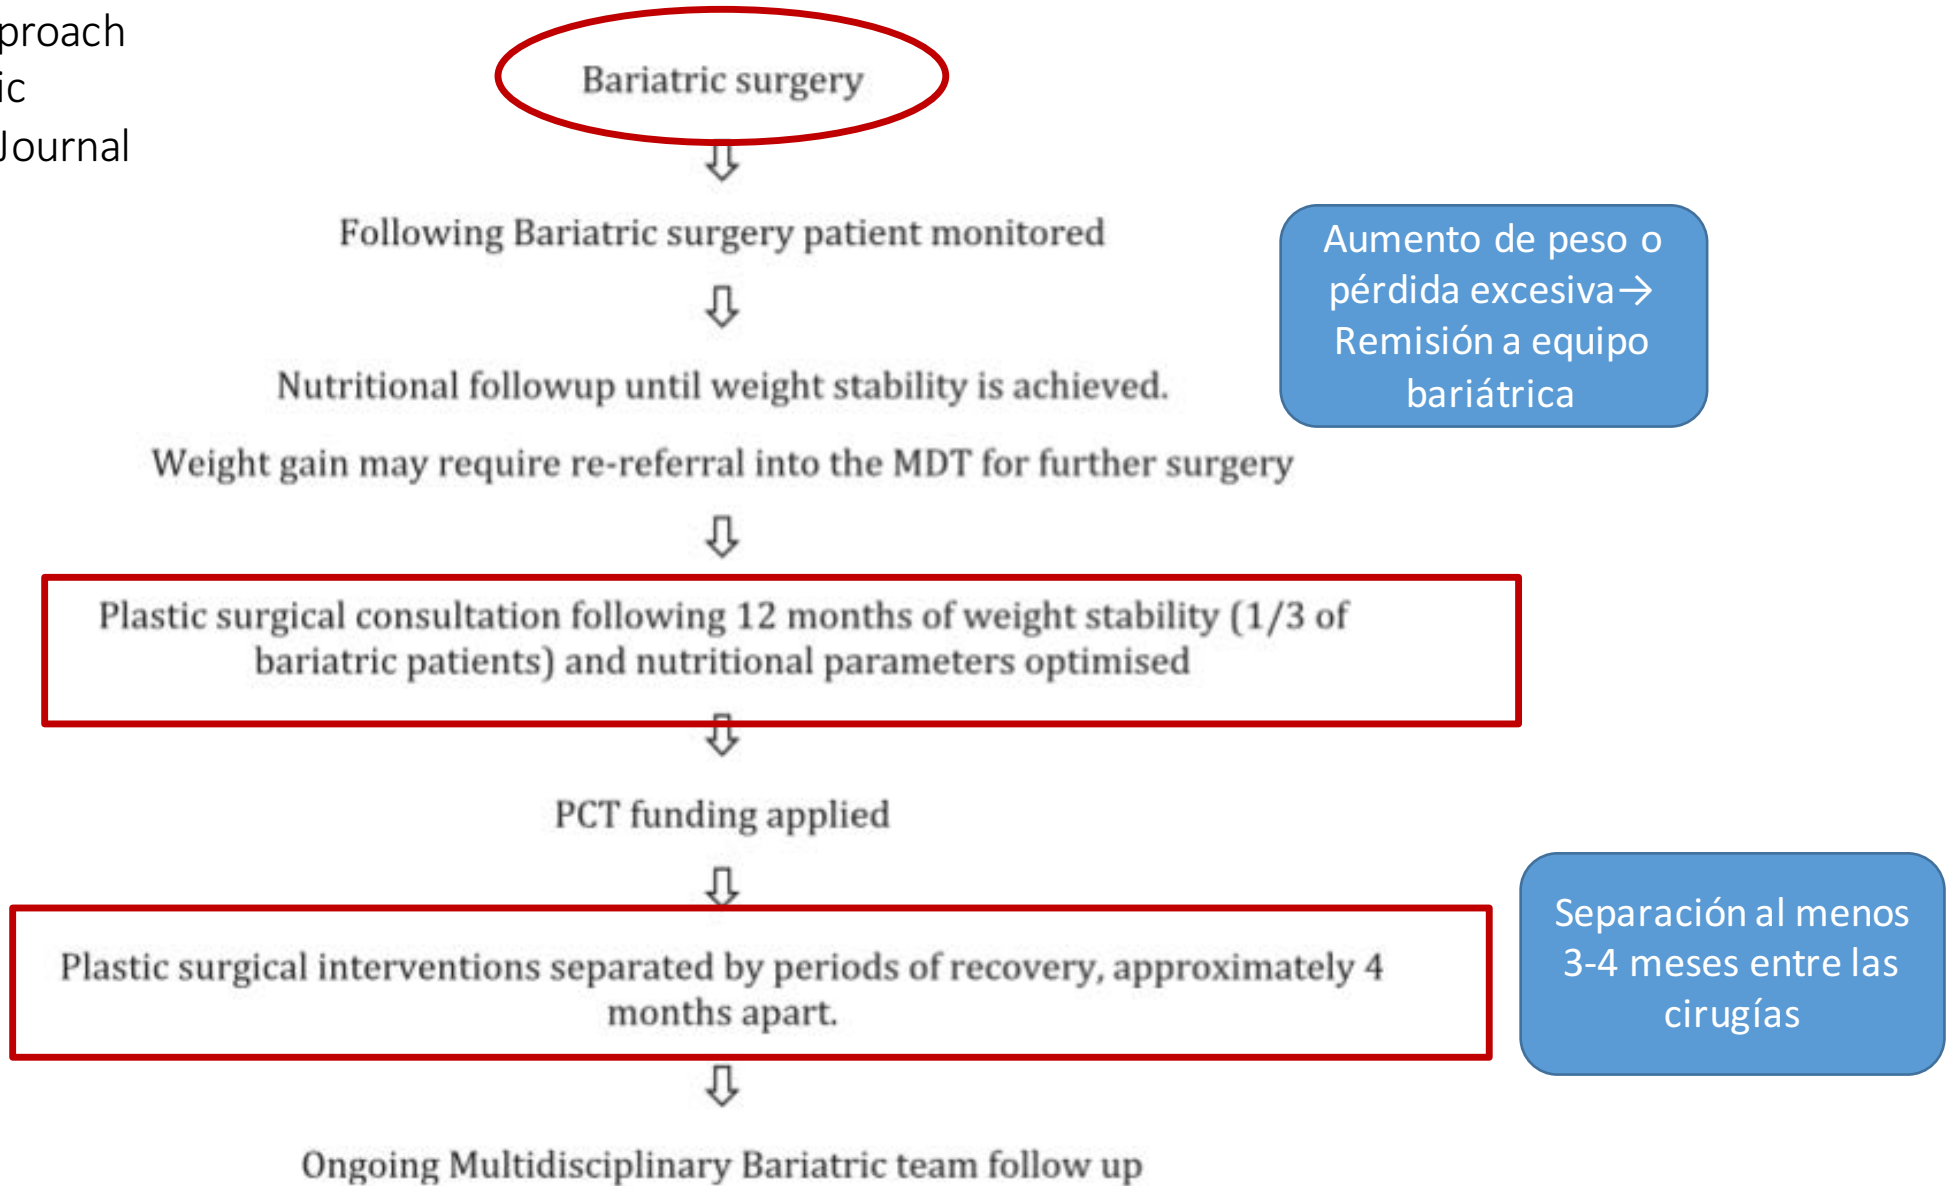 proach
ic
Journal
Bariatric surgery
Following Bariatric surgery patient monitored
Aumento de peso o
pérdida excesiva→
Remisión a equipo
bariátrica
Nutritional followup until weight stability is achieved.
Weight gain may require re-referral into the MDT for further surgery
Plastic surgical consultation following 12 months of weight stability (1/3 of
bariatric patients) and nutritional parameters optimised
PCT funding applied
Plastic surgical interventions separated by periods of recovery, approximately 4
months apart.
Separación al menos
3-4 meses entre las
cirugías
Ongoing Multidisciplinary Bariatric team follow up